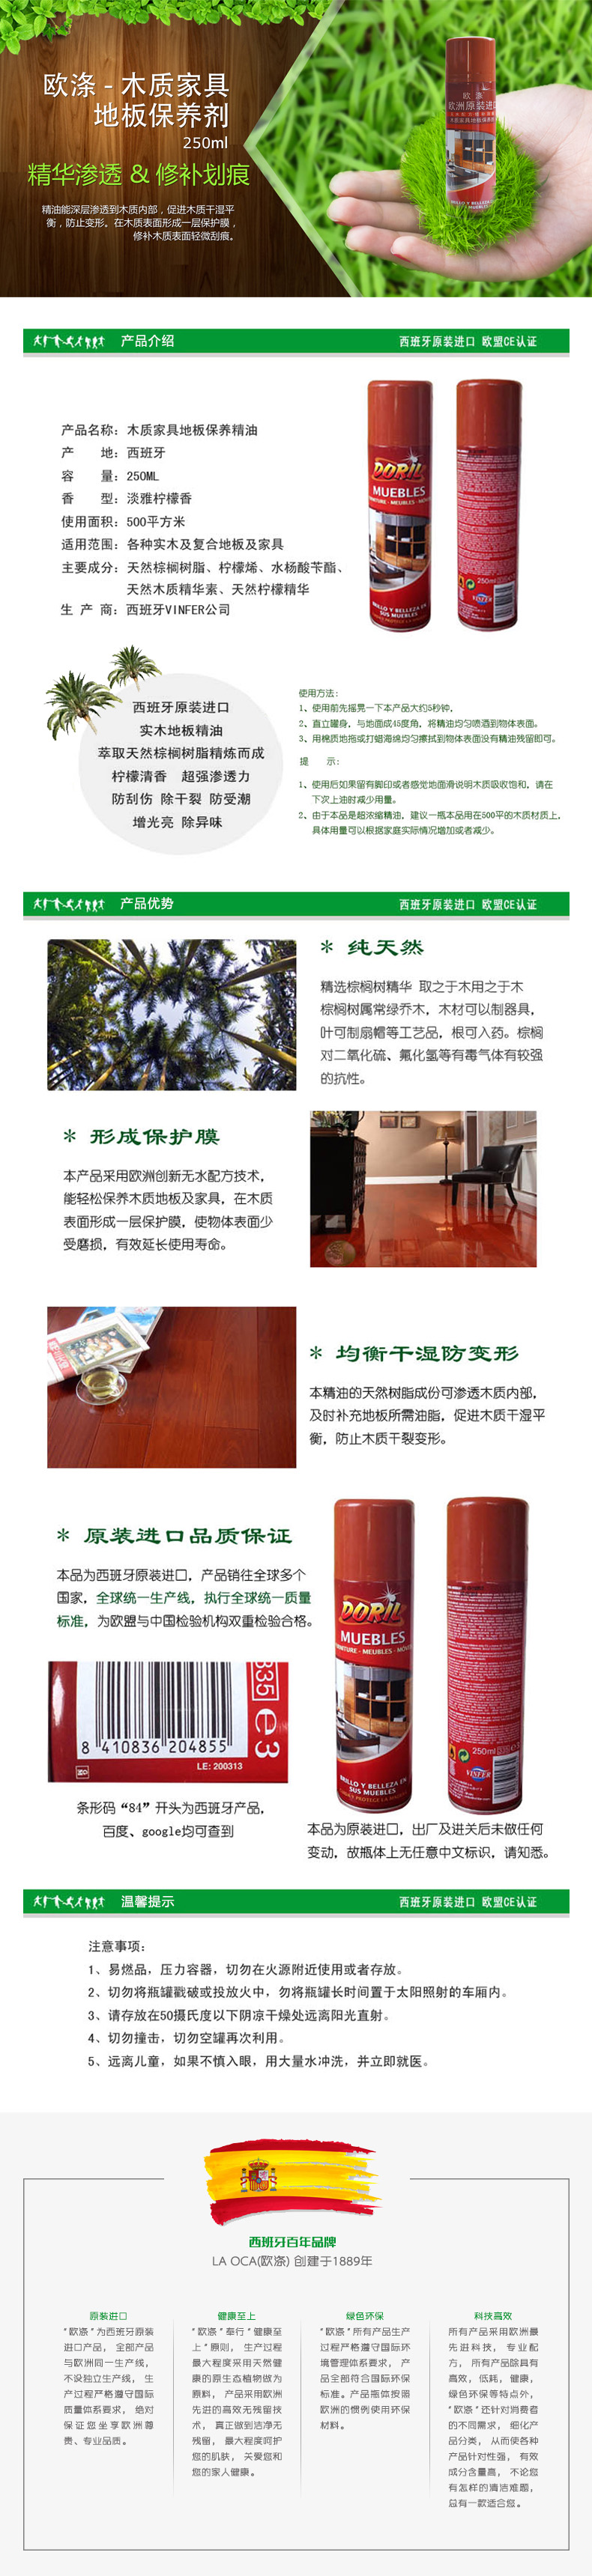 欧涤 - 木质家具
地板保养剂
250ml
精华渗透 & 修补划痕
精油能深层渗透到木质内部，促进木质干湿平
衡，防止变形。在木质表面形成一层保护膜，
修补木质表面轻微刮痕。
欧 涤
欧洲原装进口
木质家具地板保养剂
产品介绍
西班牙原装进口 欧盟CE认证
产品名称：木质家具地板保养精油
产 地：西班牙
容 量：250ML
香 型：淡雅柠檬香
使用面积：500平方米
适用范围：各种实木及复合地板及家具
主要成分：天然棕榈树脂、柠檬烯、水杨酸苄酯、
天然木质精华素、天然柠檬精华
生 产 商：西班牙VINFER公司
DORIL
MUEBLES
BRILLO Y BELLEZA EN
SUS MUEBLES
250ml
VINFER
西班牙原装进口
实木地板精油
萃取天然棕榈树脂精炼而成
柠檬清香 超强渗透力
防刮伤 除干裂 防受潮
增光亮 除异味
使用方法：
1、使用前先摇晃一下本产品大约5秒钟，
2、直立罐身，与地面成45度角，将精油均匀喷洒到物体表面。
3、用棉质地拖或打蜡海绵均匀擦拭到物体表面没有精油残留即可。
提 示：
1、使用后如果留有脚印或者感觉地面滑说明木质吸收饱和，请在
下次上油时减少用量。
2、由于本品是超浓缩精油，建议一瓶本品用在500平的木质材质上，
具体用量可以根据家庭实际情况增加或者减少。
产品优势
西班牙原装进口 欧盟CE认证
* 纯天然
精选棕榈树精华 取之于木用之于木
棕榈树属常绿乔木，木材可以制器具，
叶可制扇帽等工艺品，根可入药。棕榈
对二氧化硫、氟化氢等有毒气体有较强
的抗性。
* 形成保护膜
本产品采用欧洲创新无水配方技术，
能轻松保养木质地板及家具，在木质
表面形成一层保护膜，使物体表面少
受磨损，有效延长使用寿命。
* 均衡干湿防变形
本精油的天然树脂成份可渗透木质内部，
及时补充地板所需油脂，促进木质干湿平
衡，防止木质干裂变形。
* 原装进口品质保证
本品为西班牙原装进口，产品销往全球多个
国家，全球统一生产线，执行全球统一质量
标准，为欧盟与中国检验机构双重检验合格。
DORIL
MUEBLES
FURNITURE - MEUBLES - MÓVEIS
BRILLO Y BELLEZA EN
SUS MUEBLES
250ml
VINFER
8 410836 204855
LE: 200313
335
e3
条形码“84”开头为西班牙产品，
百度、google均可查到
本品为原装进口，出厂及进关后未做任何
变动，故瓶体上无任意中文标识，请知悉。
温馨提示
西班牙原装进口 欧盟CE认证
注意事项：
1、易燃品，压力容器，切勿在火源附近使用或者存放。
2、切勿将瓶罐戳破或投放火中，勿将瓶罐长时间置于太阳照射的车厢内。
3、请存放在50摄氏度以下阴凉干燥处远离阳光直射。
4、切勿撞击，切勿空罐再次利用。
5、远离儿童，如果不慎入眼，用大量水冲洗，并立即就医。
西班牙百年品牌
LA OCA(欧涤) 创建于1889年
原装进口
“欧涤”为西班牙原装
进口产品，全部产品
与欧洲同一生产线，
不设独立生产线，生
产过程严格遵守国际
质量体系要求，绝对
保证您坐享欧洲尊
贵、专业品质。
健康至上
“欧涤”奉行“健康至
上”原则，生产过程
最大程度采用天然健
康的原生态植物做为
原料，产品采用欧洲
先进的高效无残留技
术，真正做到洁净无
残留，最大程度呵护
您的肌肤，关爱您和
您的家人健康。
绿色环保
“欧涤”所有产品生产
过程严格遵守国际环
境管理体系要求，产
品全部符合国际环保
标准。产品瓶体按照
欧洲的惯例使用环保
材料。
科技高效
所有产品采用欧洲最
先进科技，专业配
方，所有产品除具有
高效，低耗，健康，
绿色环保等特点外，
“欧涤”还针对消费者
的不同需求，细化产
品分类，从而使各种
产品针对性强，有效
成分含量高，不论您
有怎样的清洁难题，
总有一款适合您。